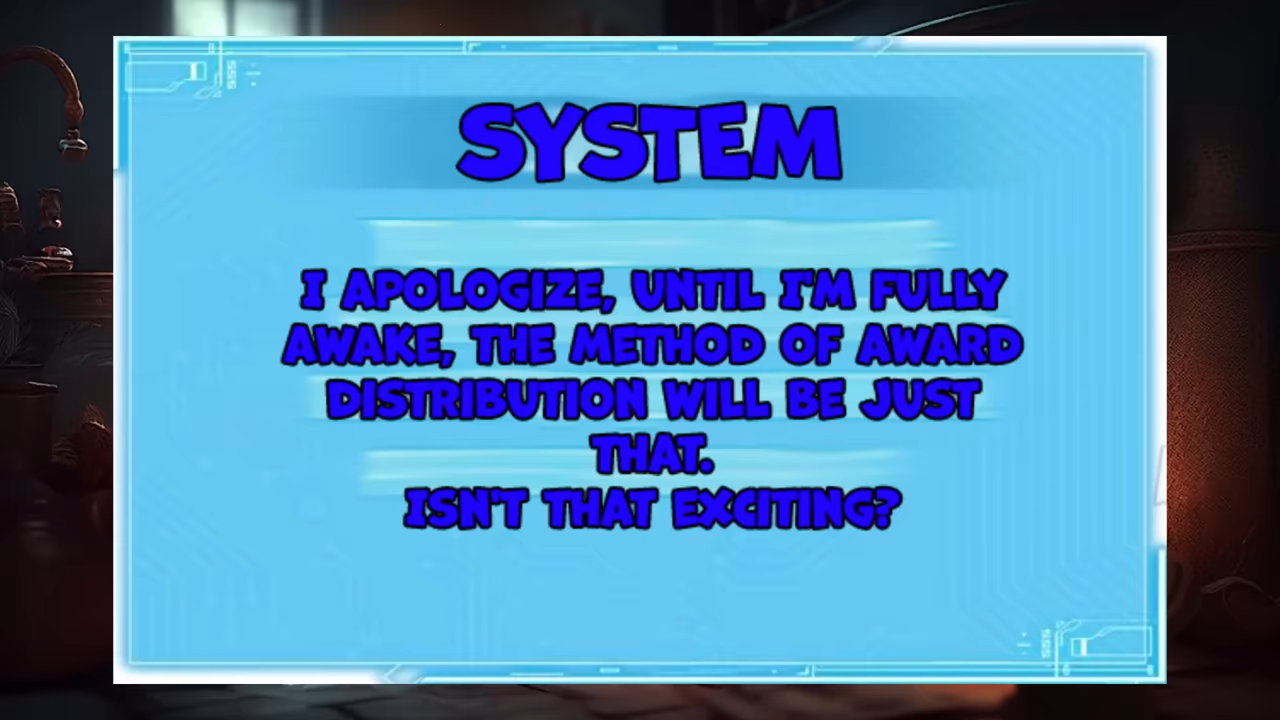 SYSTEM
I APOLOGIZE, UNTIL I'M FULLY
AWAKE, THE METHOD OF AWARD
DISTRIBUTION WILL BE JUST
THAT.
ISN'T THAT EXCITING?